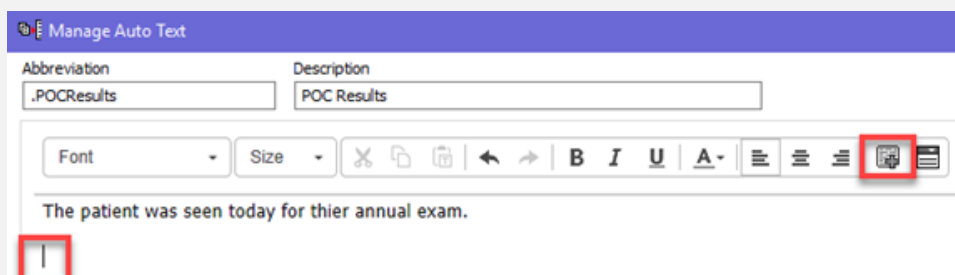 Manage Auto Text
Abbreviation Description
.POCResults POC Results
Font Size B I U A
The patient was seen today for thier annual exam.